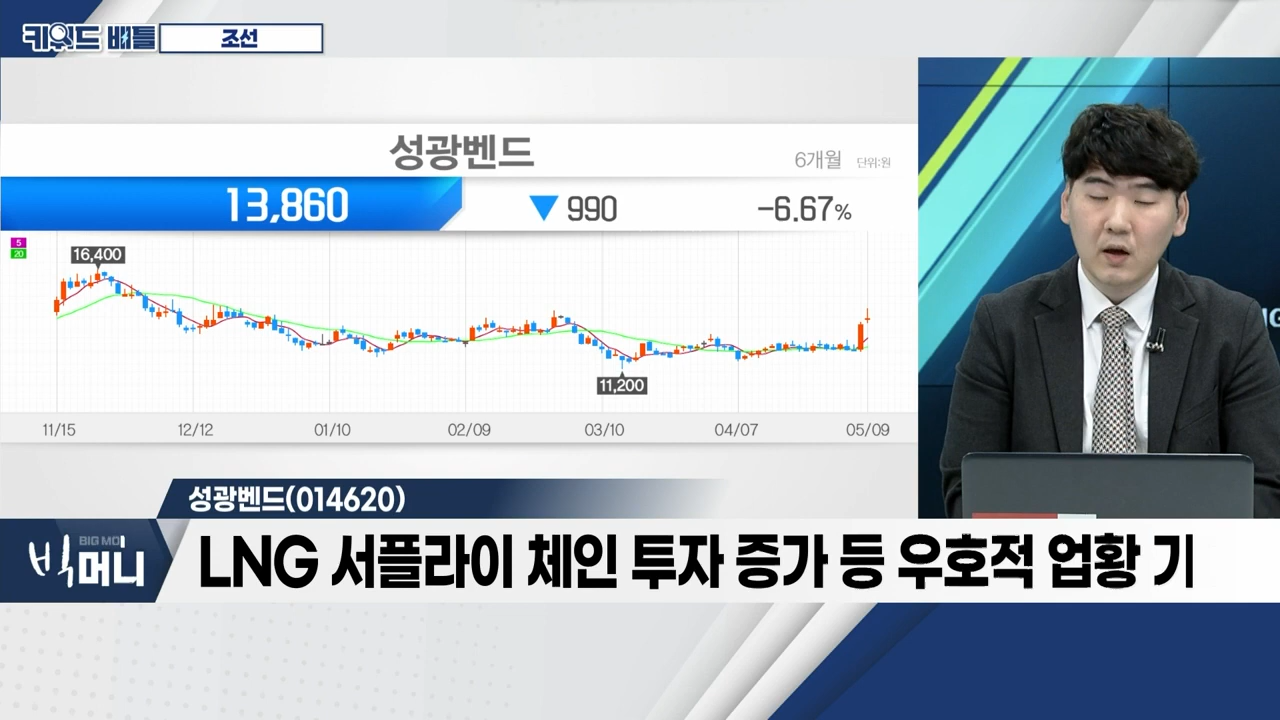 키워드 배틀
조선
성광벤드
6개월 단위:원
13,860 ▼ 990 -6.67%
5
20
16,400
11,200
11/15 12/12 01/10 02/09 03/10 04/07 05/09
성광벤드(014620)
BIG MO
빅머니
LNG 서플라이 체인 투자 증가 등 우호적 업황 기